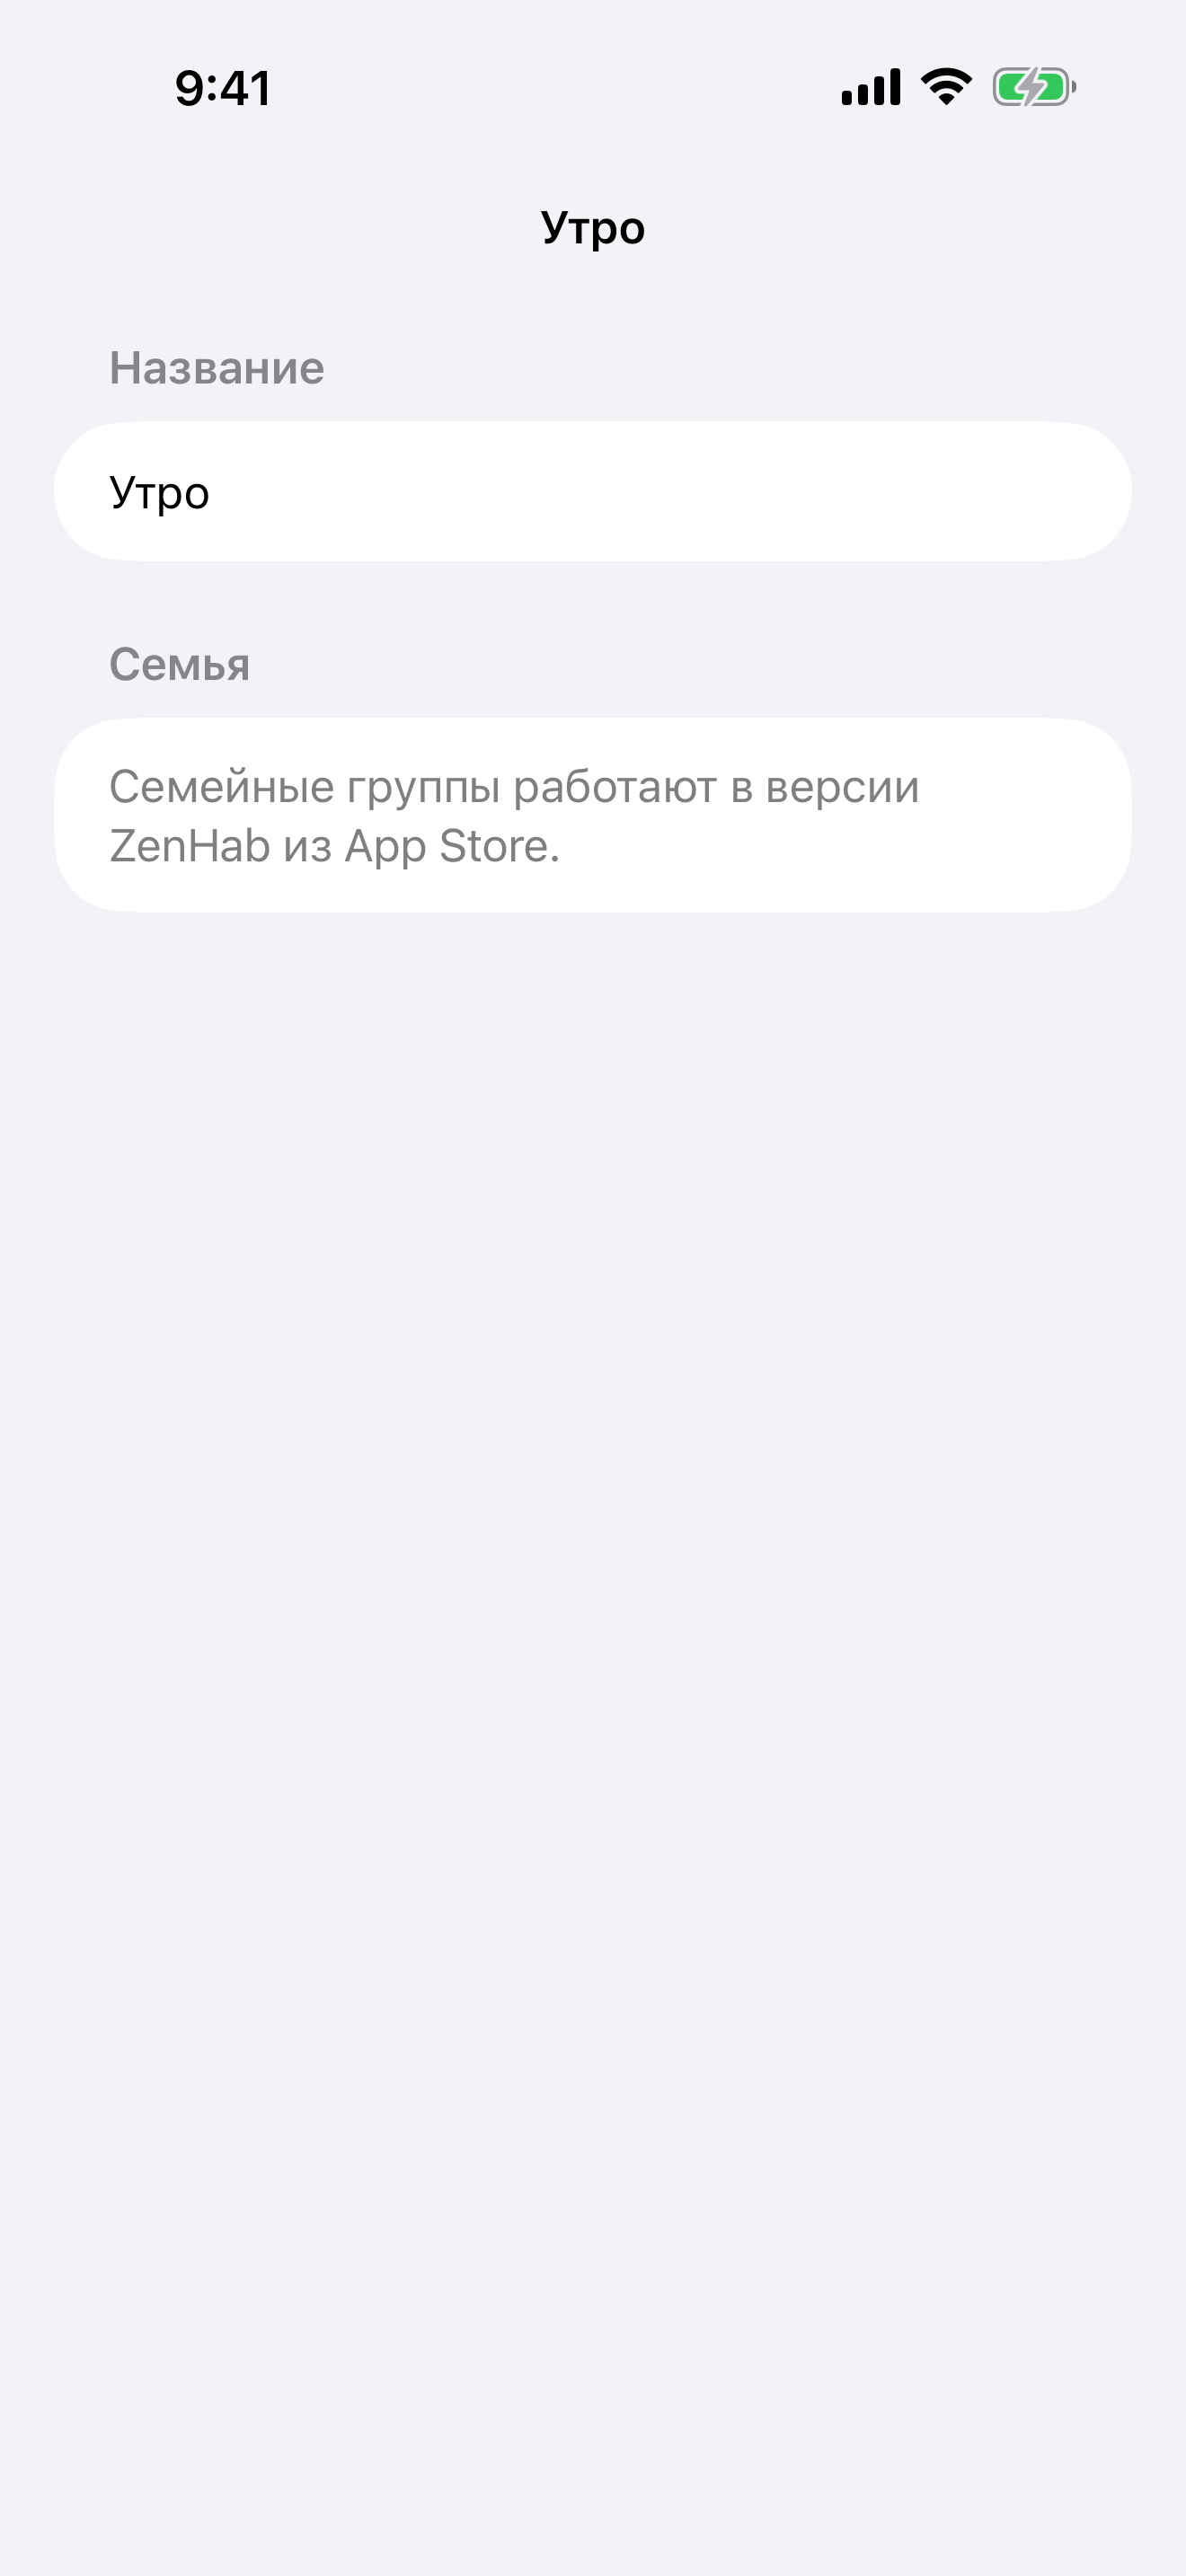 9:41
Утро
Название
Утро
Семья
Семейные группы работают в версии
ZenHab из App Store.